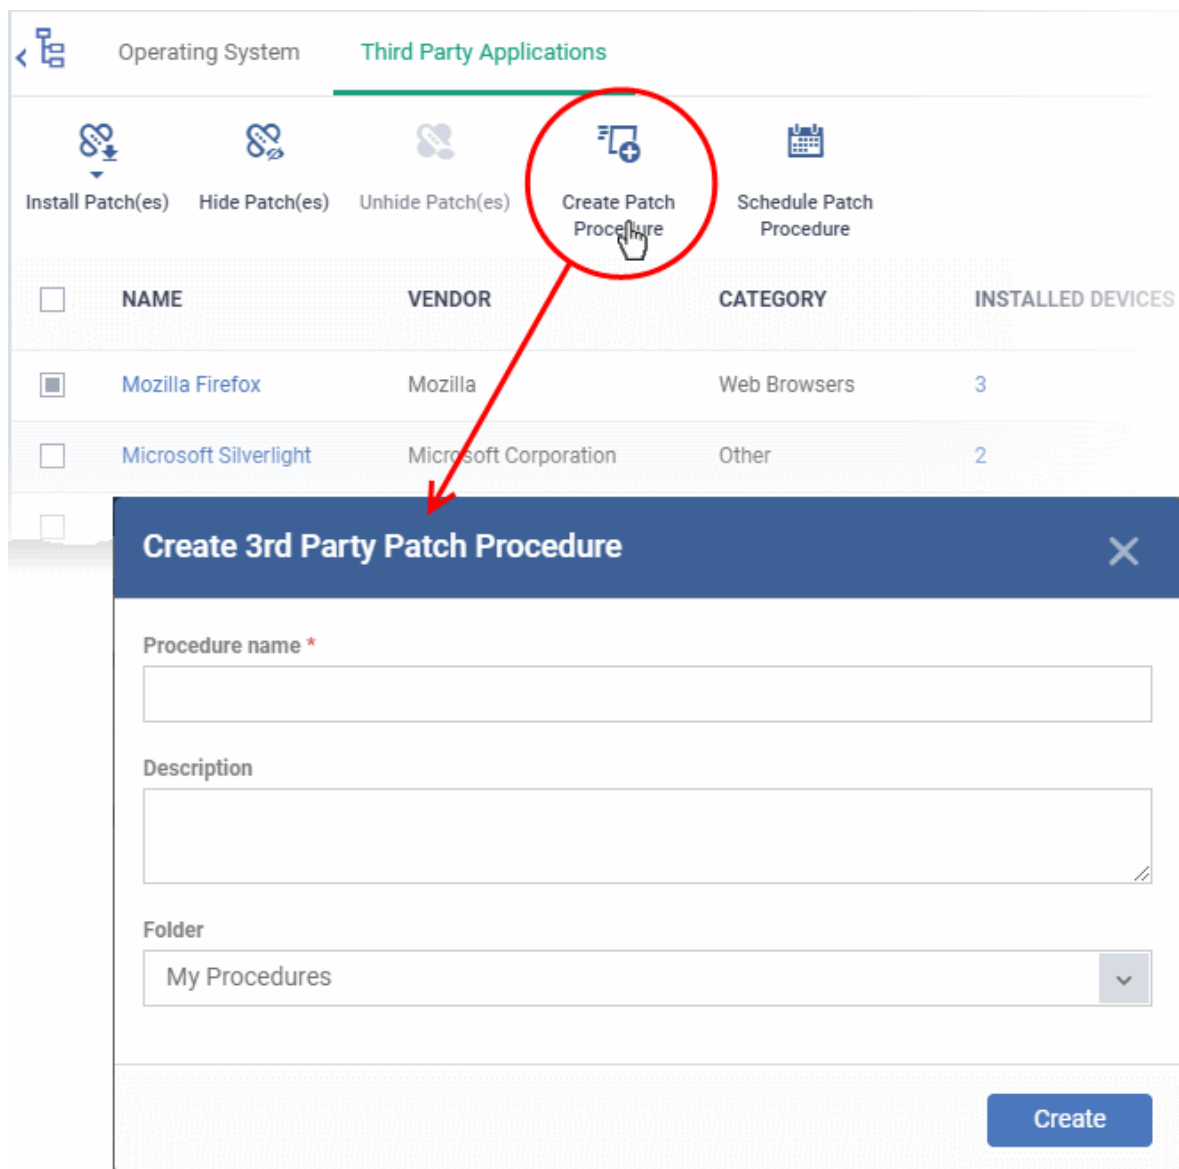 Operating System Third Party Applications
Install Patch(es) Hide Patch(es) Unhide Patch(es) Create Patch Procedure Schedule Patch Procedure
NAME VENDOR CATEGORY INSTALLED DEVICES
Mozilla Firefox Mozilla Web Browsers 3
Microsoft Silverlight Microsoft Corporation Other 2
Create 3rd Party Patch Procedure
Procedure name *
Description
Folder
My Procedures
Create